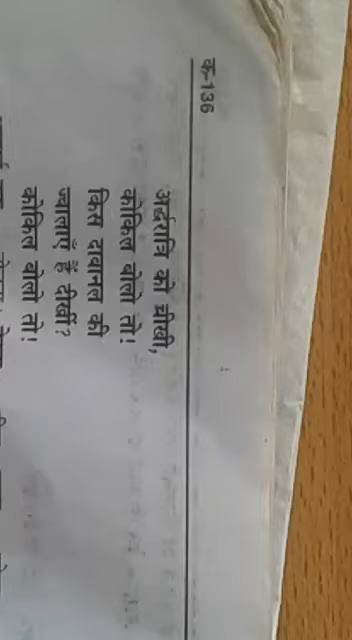 क-136
अर्द्धरात्रि को चीखी,
कोकिल बोलो तो!
किस दावानल की
ज्वालाएँ हैं दीखीं?
कोकिल बोलो तो!